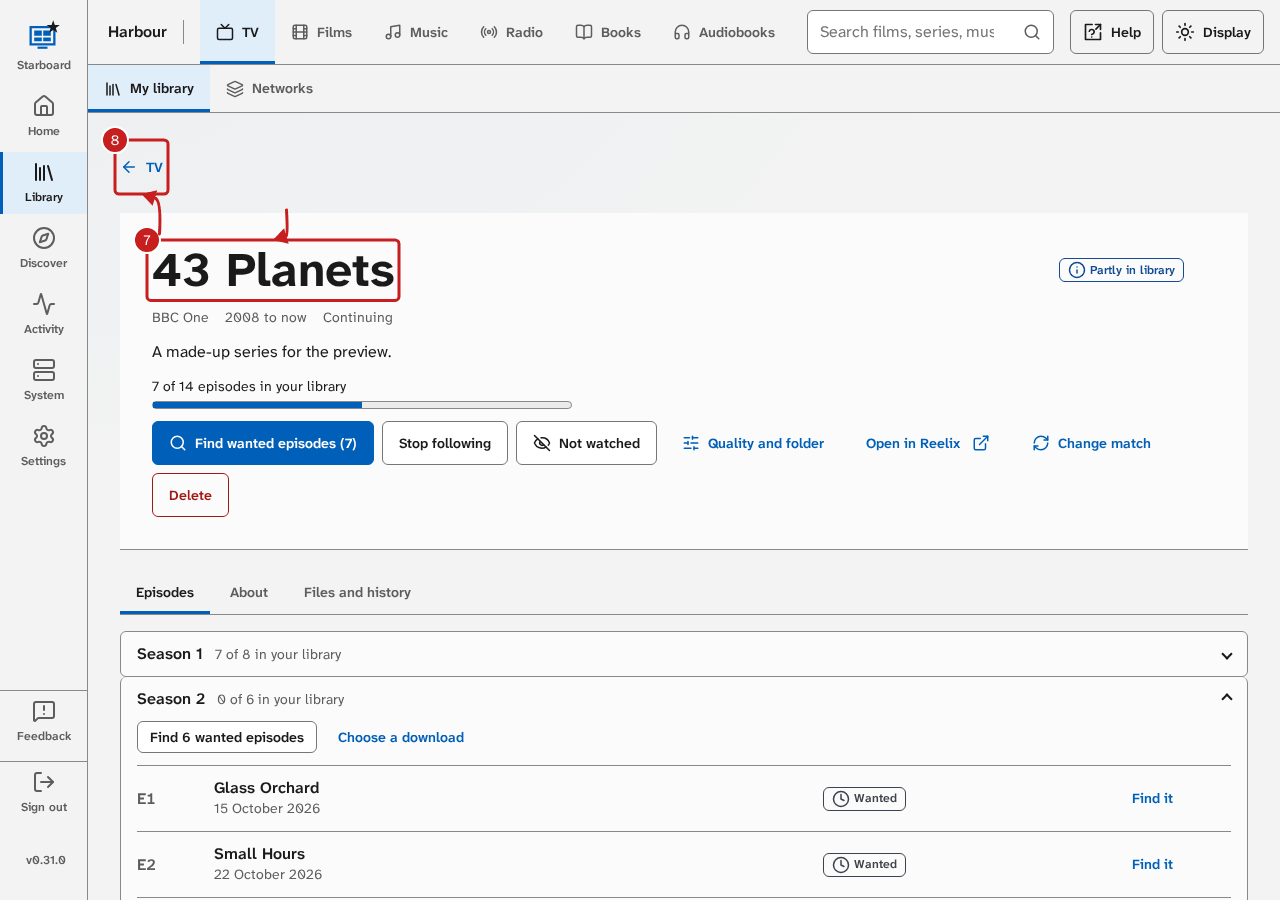 Starboard
Home
Library
Discover
Activity
System
Settings
Feedback
Sign out
v0.31.0
Harbour
TV
Films
Music
Radio
Books
Audiobooks
Search films, series, mus
Help
Display
My library
Networks
8
TV
7
43 Planets
Partly in library
BBC One 2008 to now Continuing
A made-up series for the preview.
7 of 14 episodes in your library
Find wanted episodes (7)
Stop following
Not watched
Quality and folder
Open in Reelix
Change match
Delete
Episodes
About
Files and history
Season 1 7 of 8 in your library
Season 2 0 of 6 in your library
Find 6 wanted episodes
Choose a download
E1
Glass Orchard
15 October 2026
Wanted
Find it
E2
Small Hours
22 October 2026
Wanted
Find it